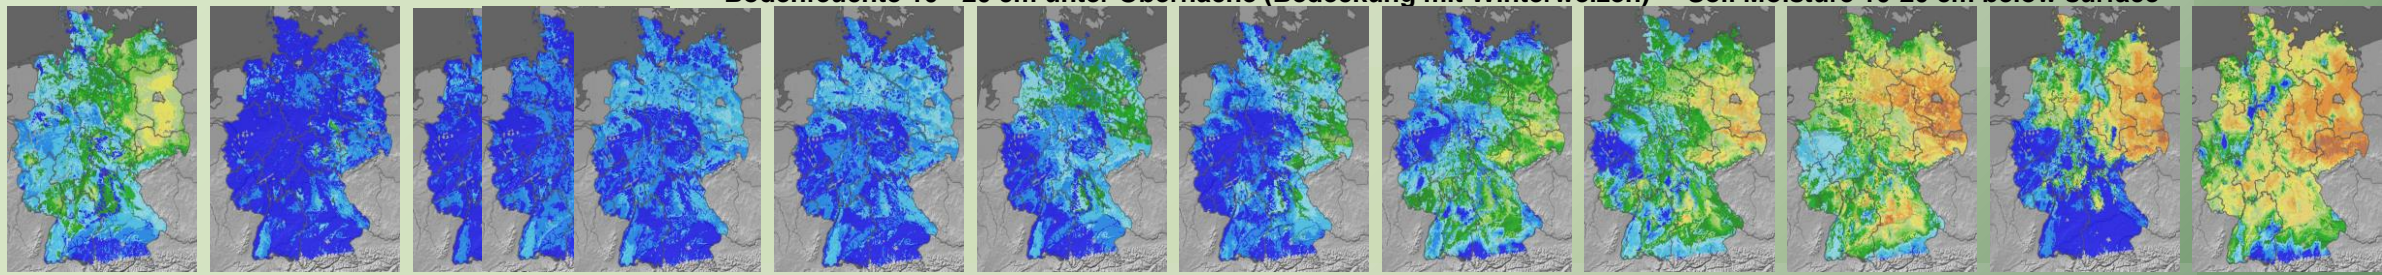 Bodenfeuchte 10 - 20 cm unter Oberfläche (Bedeckung mit Winterweizen) - Soil Moisture 10-20 cm below surface